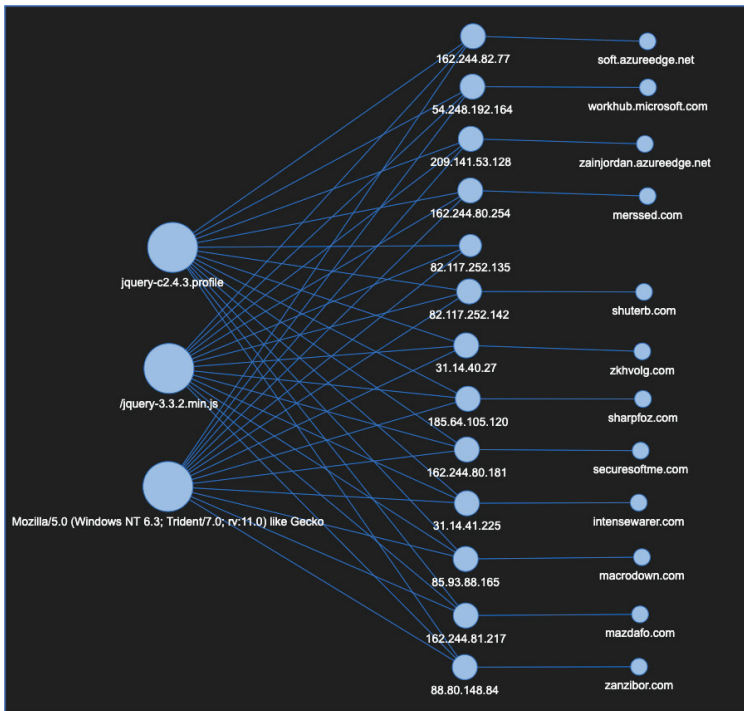 162.244.82.77
soft.azureedge.net
54.248.192.164
workhub.microsoft.com
209.141.53.128
zainjordan.azureedge.net
162.244.80.254
merssed.com
jquery-c2.4.3.profile
82.117.252.135
82.117.252.142
shuterb.com
/jquery-3.3.2.min.js
31.14.40.27
zkhvolg.com
185.64.105.120
sharpfoz.com
162.244.80.181
securesoftme.com
Mozilla/5.0 (Windows NT 6.3; Trident/7.0; rv:11.0) like Gecko
31.14.41.225
intensewarer.com
85.93.88.165
macrodown.com
162.244.81.217
mazdafo.com
88.80.148.84
zanzibor.com